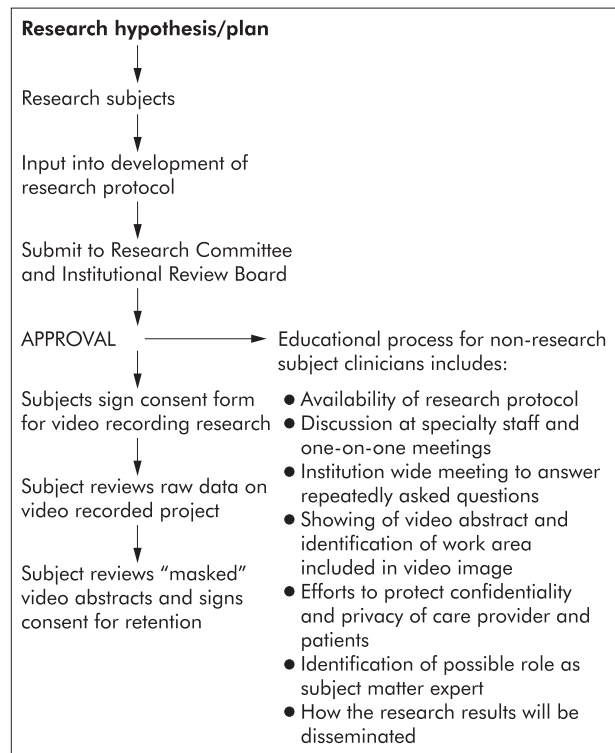 Research hypothesis/plan
Research subjects
Input into development of
research protocol
Submit to Research Committee
and Institutional Review Board
APPROVAL
Subjects sign consent form
for video recording research
Subject reviews raw data on
video recorded project
Subject reviews “masked”
video abstracts and signs
consent for retention
Educational process for non-research
subject clinicians includes:
● Availability of research protocol
● Discussion at specialty staff and
one-on-one meetings
● Institution wide meeting to answer
repeatedly asked questions
● Showing of video abstract and
identification of work area
included in video image
● Efforts to protect confidentiality
and privacy of care provider and
patients
● Identification of possible role as
subject matter expert
● How the research results will be
disseminated